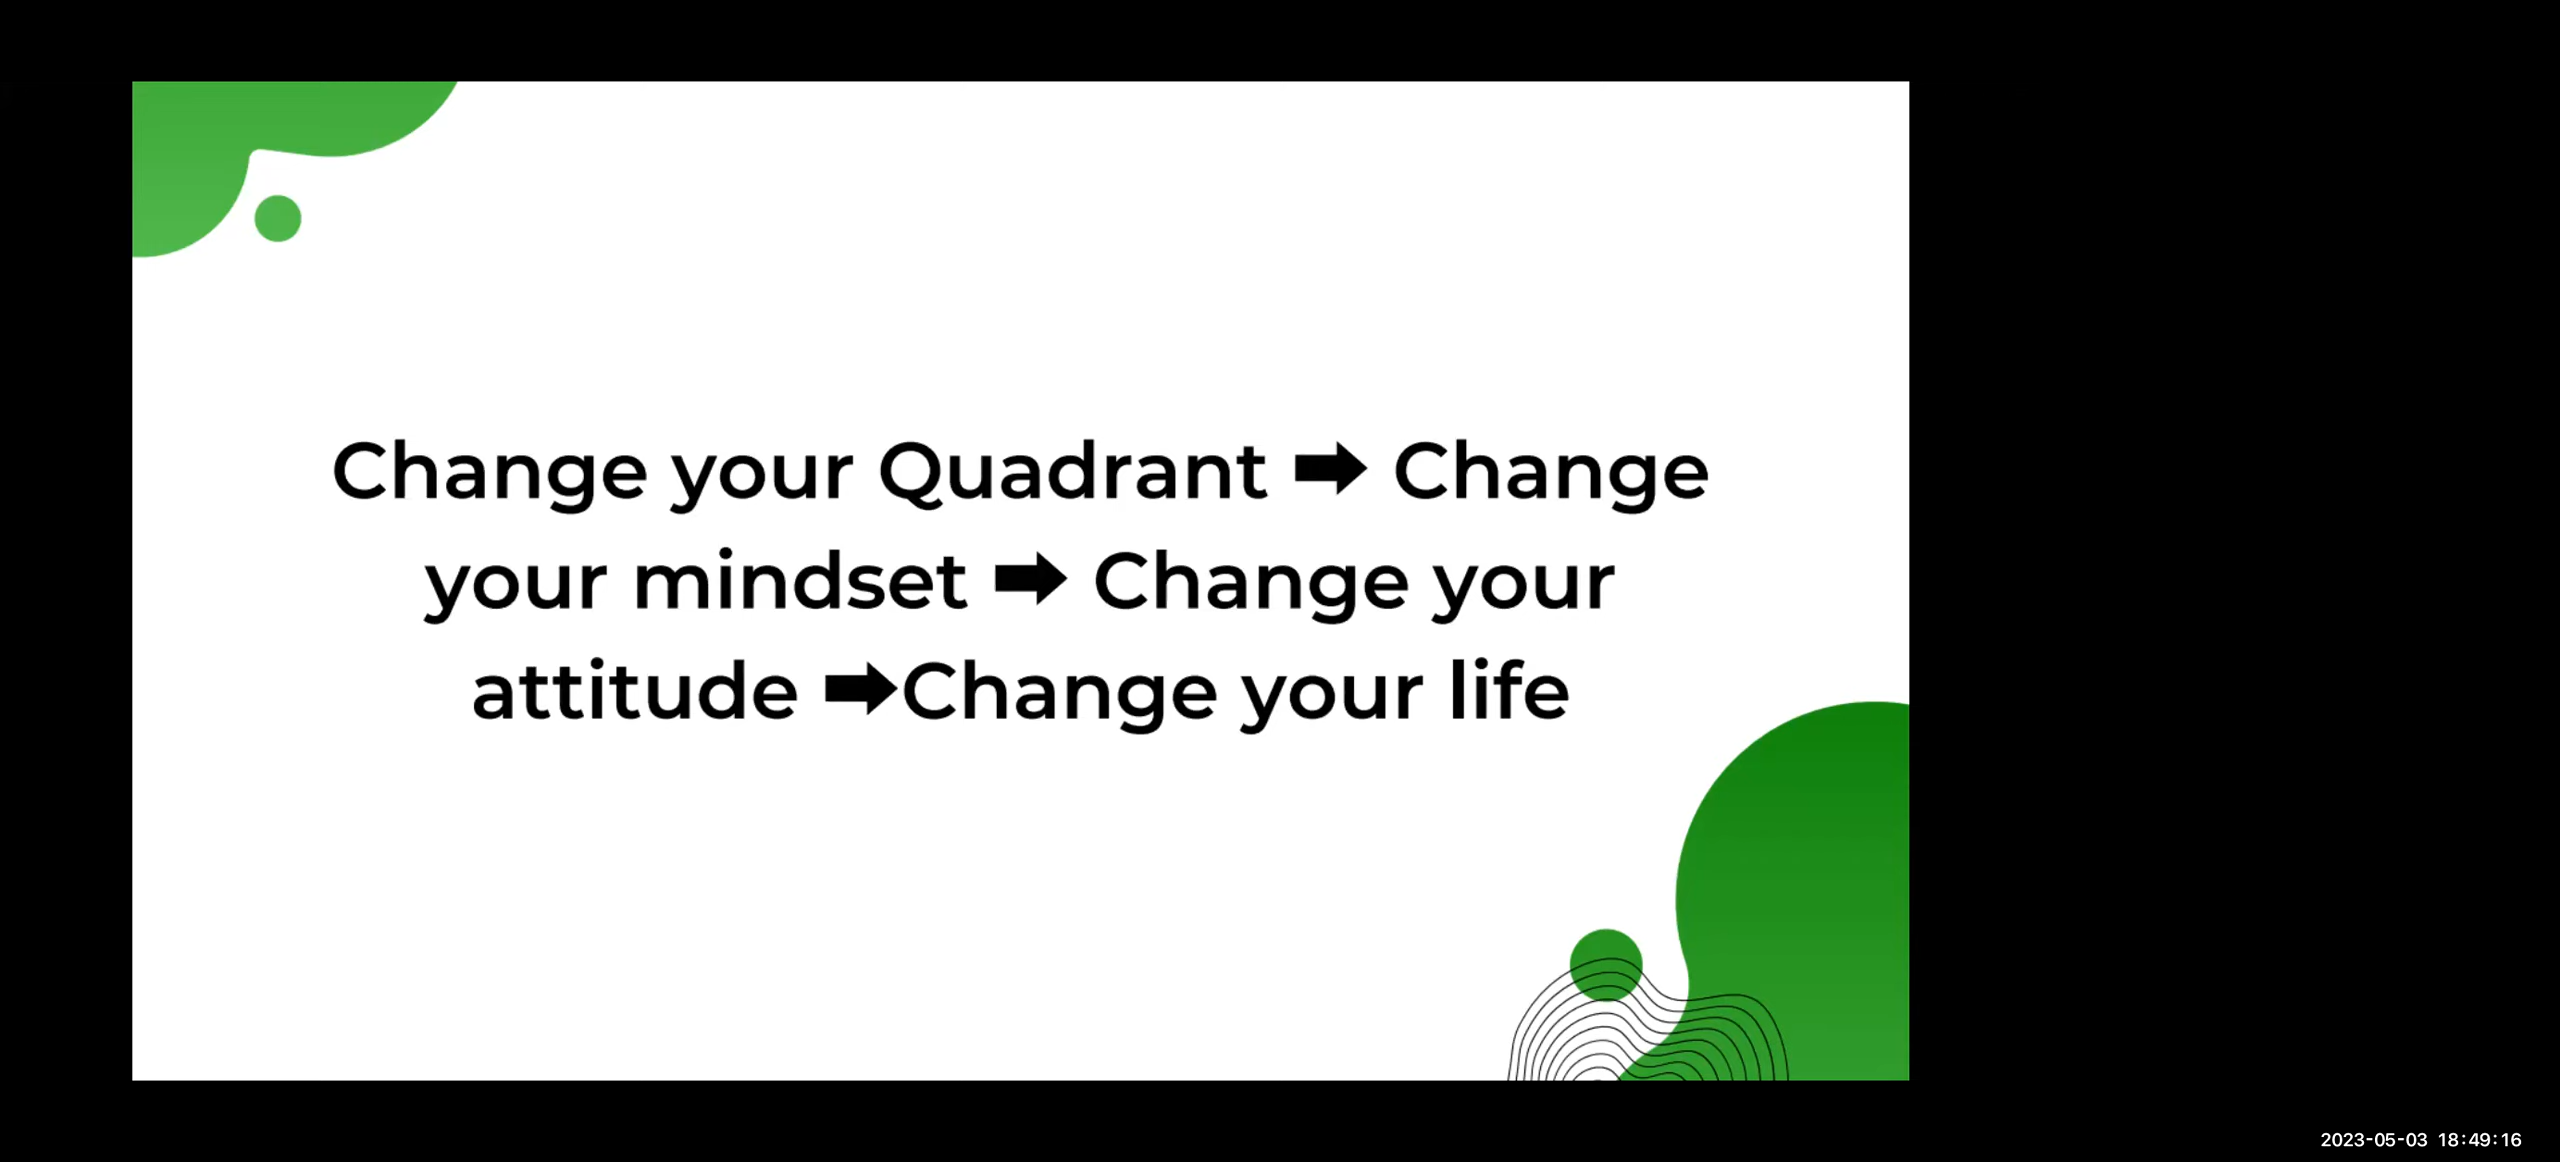 Change your Quadrant ➡ Change
your mindset ➡ Change your
attitude ➡Change your life
2023-05-03 18:49:16